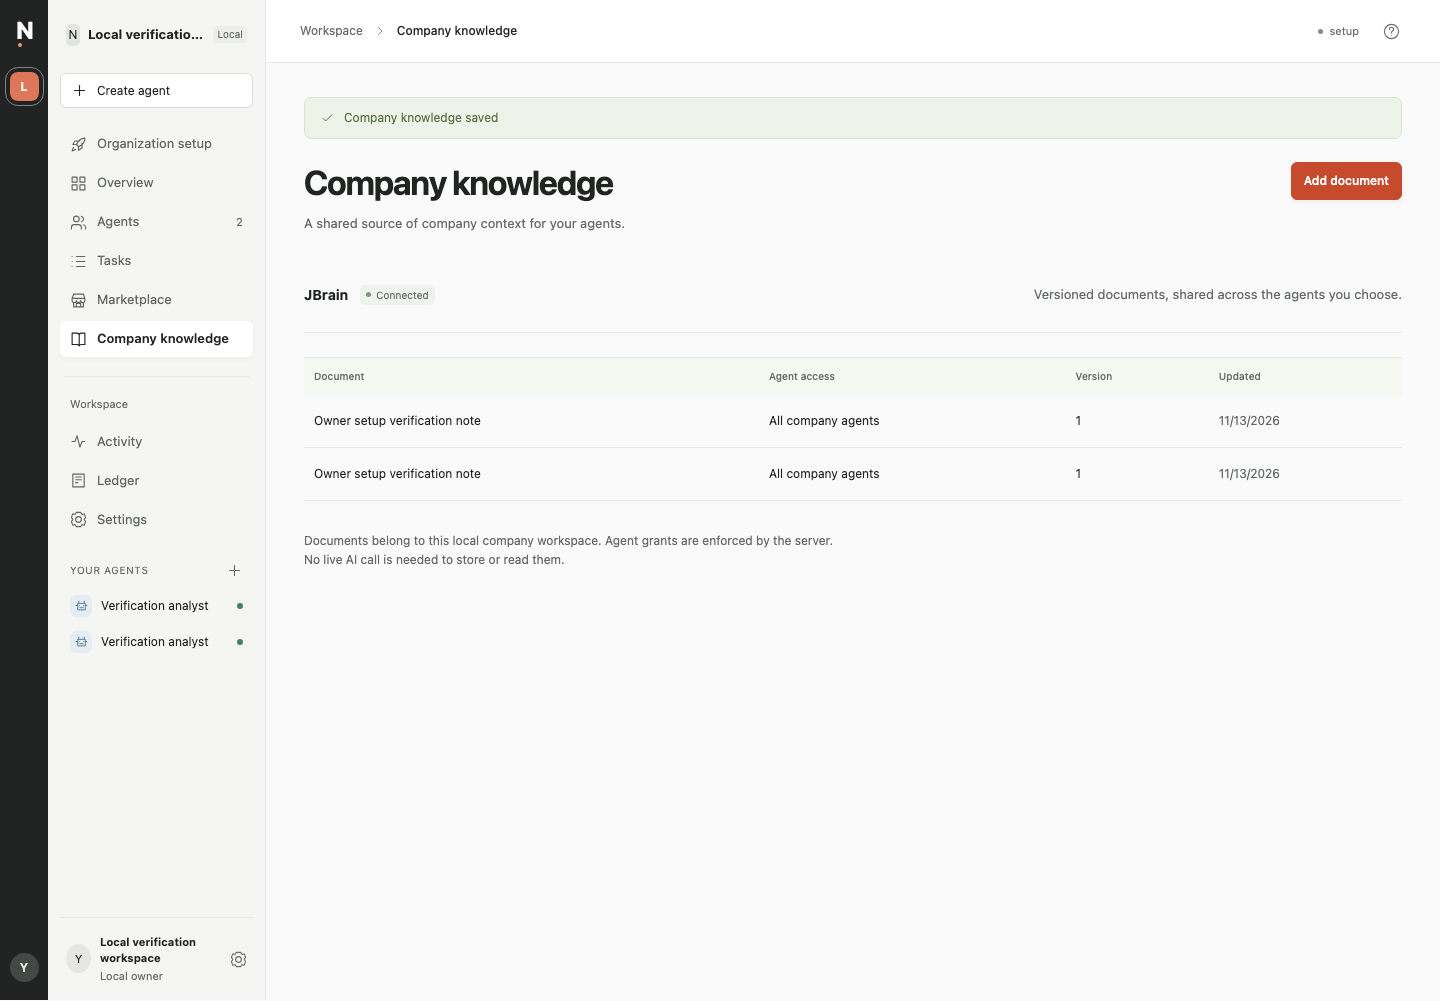 N
L
Y
N Local verificatio... Local
Create agent
Organization setup
Overview
Agents 2
Tasks
Marketplace
Company knowledge
Workspace
Activity
Ledger
Settings
YOUR AGENTS
Verification analyst
Verification analyst
Y
Local verification
workspace
Local owner
Workspace Company knowledge
setup
Company knowledge saved
Company knowledge
Add document
A shared source of company context for your agents.
JBrain Connected
Versioned documents, shared across the agents you choose.
Document Agent access Version Updated
Owner setup verification note All company agents 1 11/13/2026
Owner setup verification note All company agents 1 11/13/2026
Documents belong to this local company workspace. Agent grants are enforced by the server.
No live AI call is needed to store or read them.